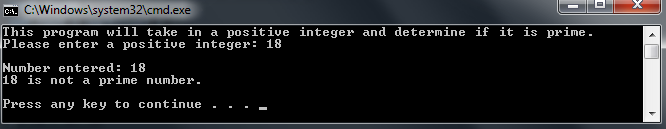 C:\Windows\system32\cmd.exe
This program will take in a positive integer and determine if it is prime.
Please enter a positive integer: 18
Number entered: 18
18 is not a prime number.
Press any key to continue . . . _